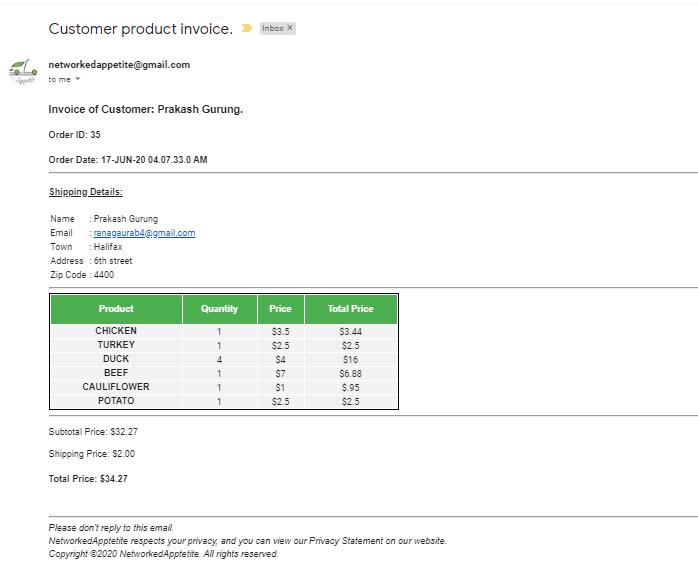 Customer product invoice.
Inbox X
networkedappetite@gmail.com
to me
Appetit
Invoice of Customer: Prakash Gurung.
Order ID: 35
Order Date: 17-JUN-20 04.07.33.0 AM
Shipping Details:
Name : Prakash Gurung
Email : ranagaurab4@gmail.com
Town : Halifax
Address : 6th street
Zip Code : 4400
Product Quantity Price Total Price
CHICKEN 1 $3.5 $3.44
TURKEY 1 $2.5 $2.5
DUCK 4 $4 $16
BEEF 1 $7 $6.88
CAULIFLOWER 1 $1 $.95
POTATO 1 $2.5 $2.5
Subtotal Price: $32.27
Shipping Price: $2.00
Total Price: $34.27
Please don't reply to this email.
NetworkedApptetite respects your privacy, and you can view our Privacy Statement on our website.
Copyright ©2020 NetworkedApptetite. All rights reserved.